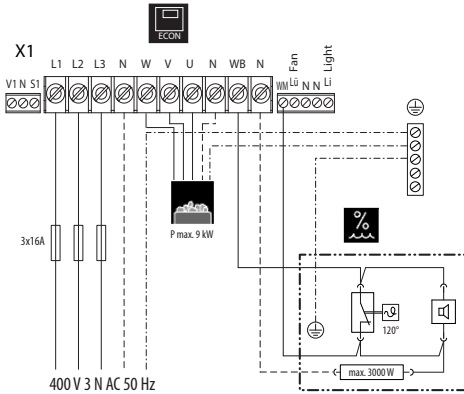 ECON
X1
L1 L2 L3 N W V U N WB N
V1 N S1
WM Lü N N Li
Fan
Light
3x16A
P max. 9 kW
%
120°
max. 3000 W
400 V 3 N AC 50 Hz